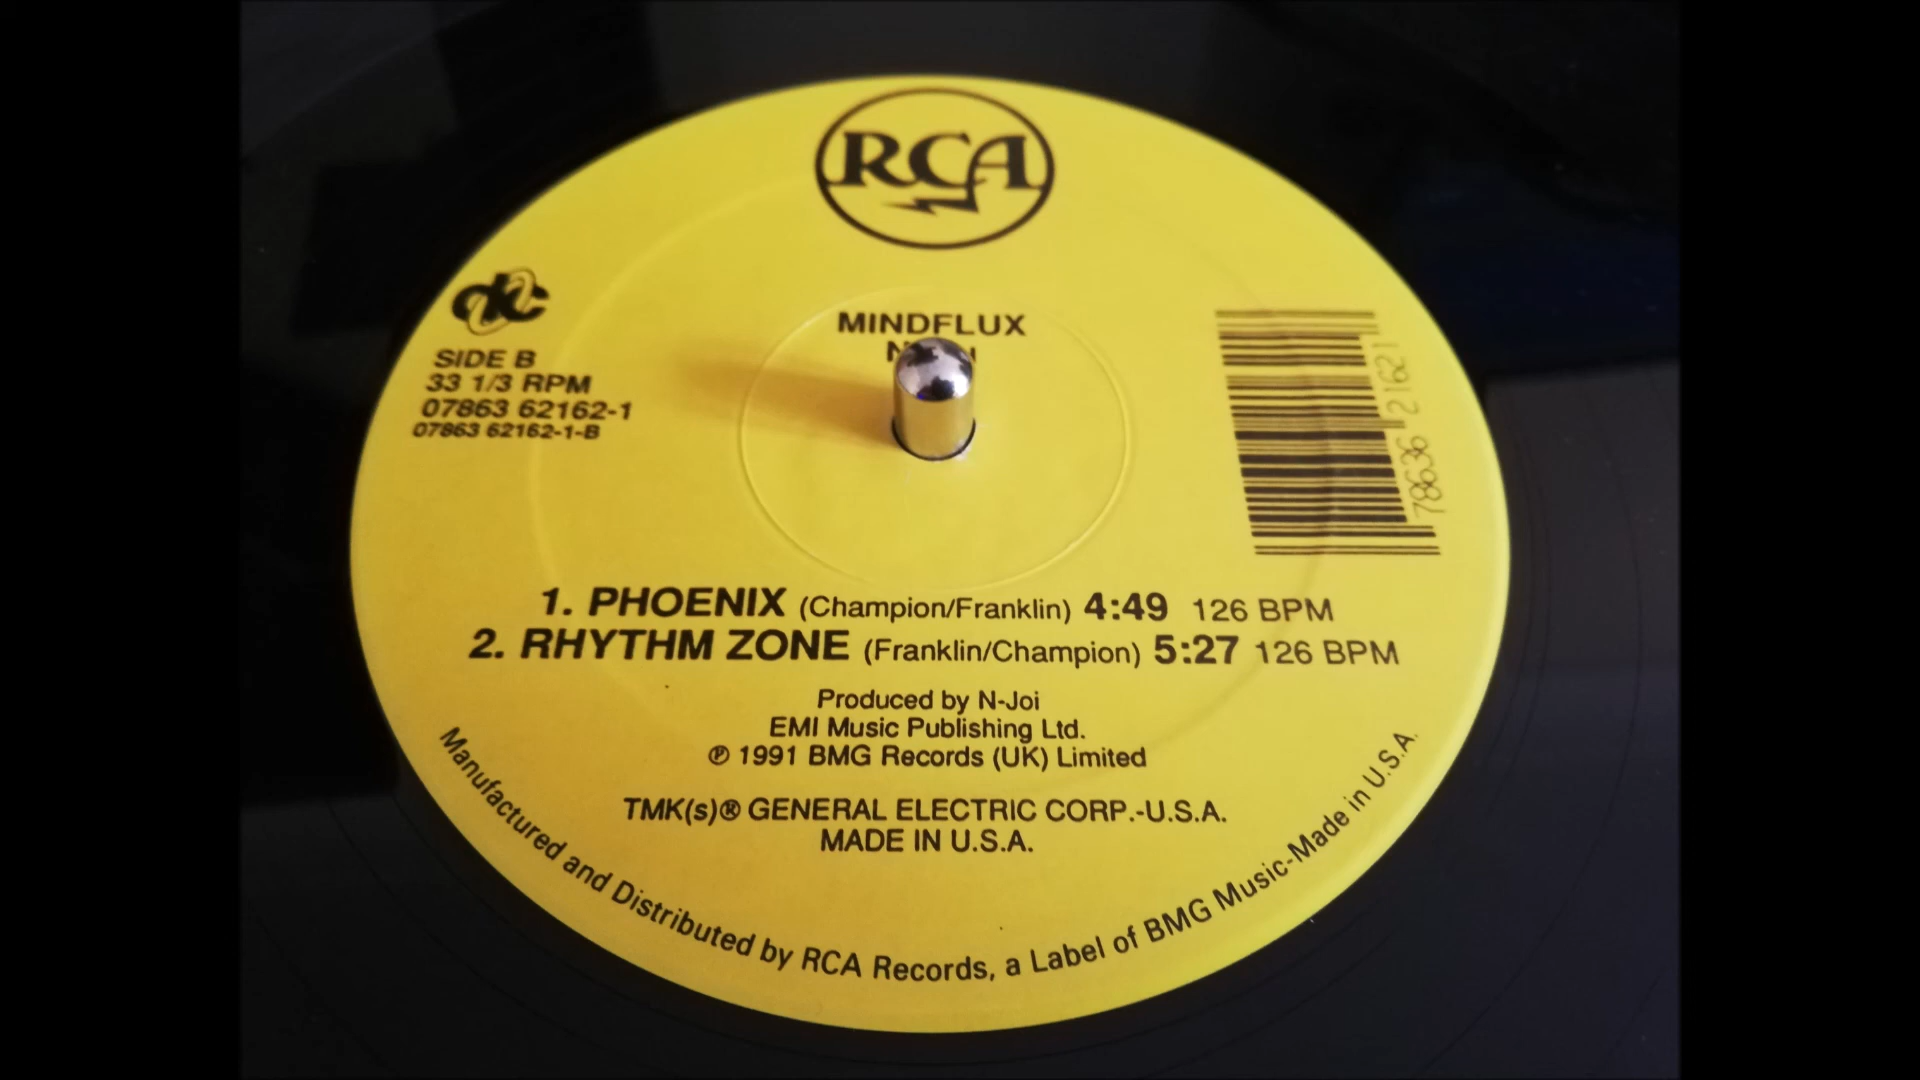 RCA
MINDFLUX
SIDE B
33 1/3 RPM
07863 62162-1
07863 62162-1-B
78636 21621
1. PHOENIX (Champion/Franklin) 4:49 126 BPM
2. RHYTHM ZONE (Franklin/Champion) 5:27 126 BPM
Produced by N-Joi
EMI Music Publishing Ltd.
℗ 1991 BMG Records (UK) Limited
TMK(s)® GENERAL ELECTRIC CORP.-U.S.A.
MADE IN U.S.A.
Manufactured and Distributed by RCA Records, a Label of BMG Music-Made in U.S.A.